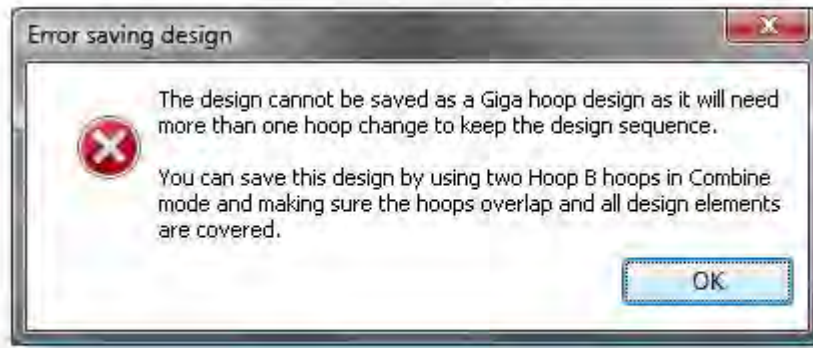 Error saving design
The design cannot be saved as a Giga hoop design as it will need
more than one hoop change to keep the design sequence.
You can save this design by using two Hoop B hoops in Combine
mode and making sure the hoops overlap and all design elements
are covered.
OK